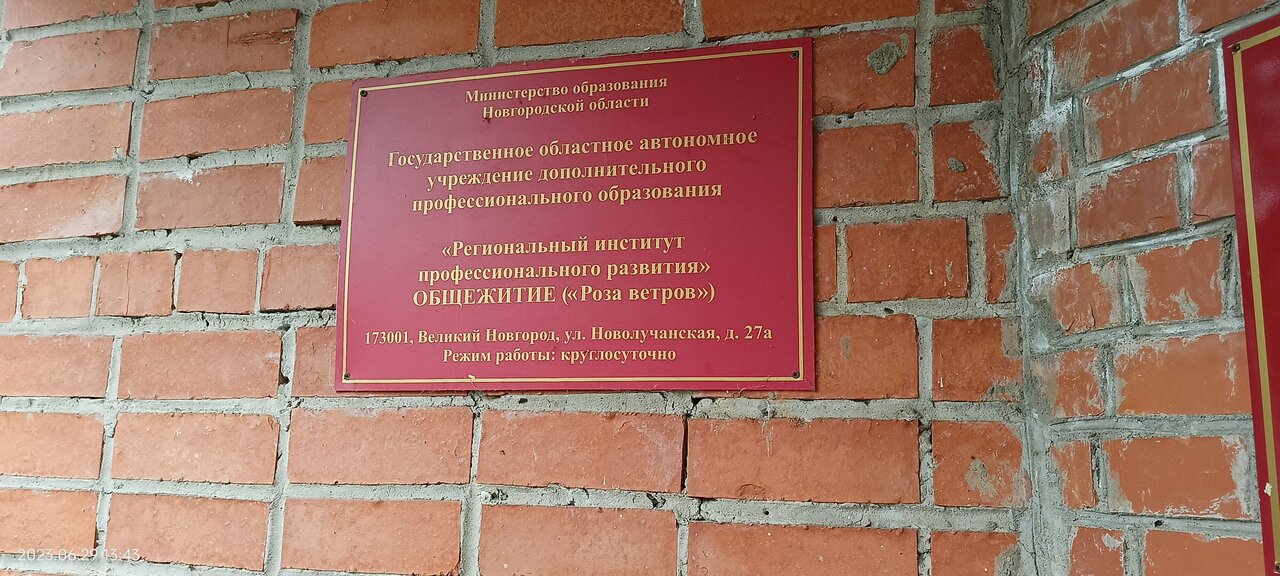 Министерство образования
Новгородской области
Государственное областное автономное
учреждение дополнительного
профессионального образования
«Региональный институт
профессионального развития»
ОБЩЕЖИТИЕ («Роза ветров»)
173001, Великий Новгород, ул. Новолучанская, д. 27а
Режим работы: круглосуточно
2023.06.29 13:43